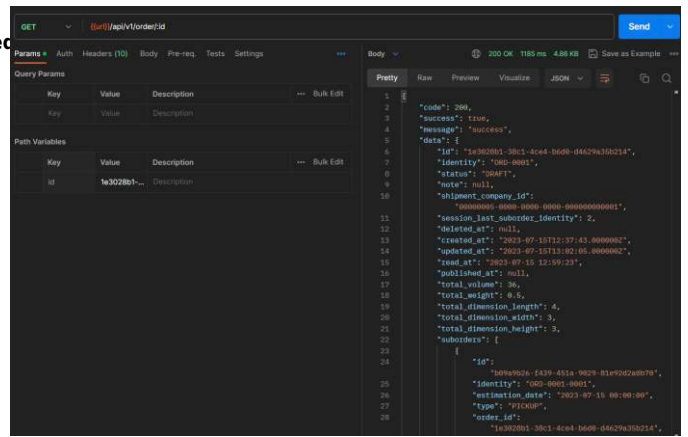 GET {{url}}/api/v1/order/:id Send
Params Auth Headers (10) Body Pre-req. Tests Settings
Query Params
Key Value Description Bulk Edit
Key Value Description
Path Variables
Key Value Description Bulk Edit
id 1e3028b1-... Description
Body 200 OK 1185 ms 4.86 KB Save as Example
Pretty Raw Preview Visualize JSON
1 {
2 "code": 200,
3 "success": true,
4 "message": "success",
5 "data": {
6 "id": "1e3028b1-38c1-4ce4-b6d0-d4629a35b214",
7 "identity": "ORD-0001",
8 "status": "DRAFT",
9 "note": null,
10 "shipment_company_id":
"00000005-0000-0000-0000-000000000001",
11 "session_last_suborder_identity": 2,
12 "deleted_at": null,
13 "created_at": "2023-07-15T12:37:43.000000Z",
14 "updated_at": "2023-07-15T13:02:05.000000Z",
15 "read_at": "2023-07-15 12:59:23",
16 "published_at": null,
17 "total_volume": 36,
18 "total_weight": 0.5,
19 "total_dimension_length": 4,
20 "total_dimension_width": 3,
21 "total_dimension_height": 3,
22 "suborders": [
23 {
24 "id":
"b09a9b26-f439-451a-9029-81e92d2adb70",
25 "identity": "ORD-0001-0001",
26 "estimation_date": "2023-07-15 00:00:00",
27 "type": "PICKUP",
28 "order_id":
"1e3028b1-38c1-4ce4-b6d0-d4629a35b214",